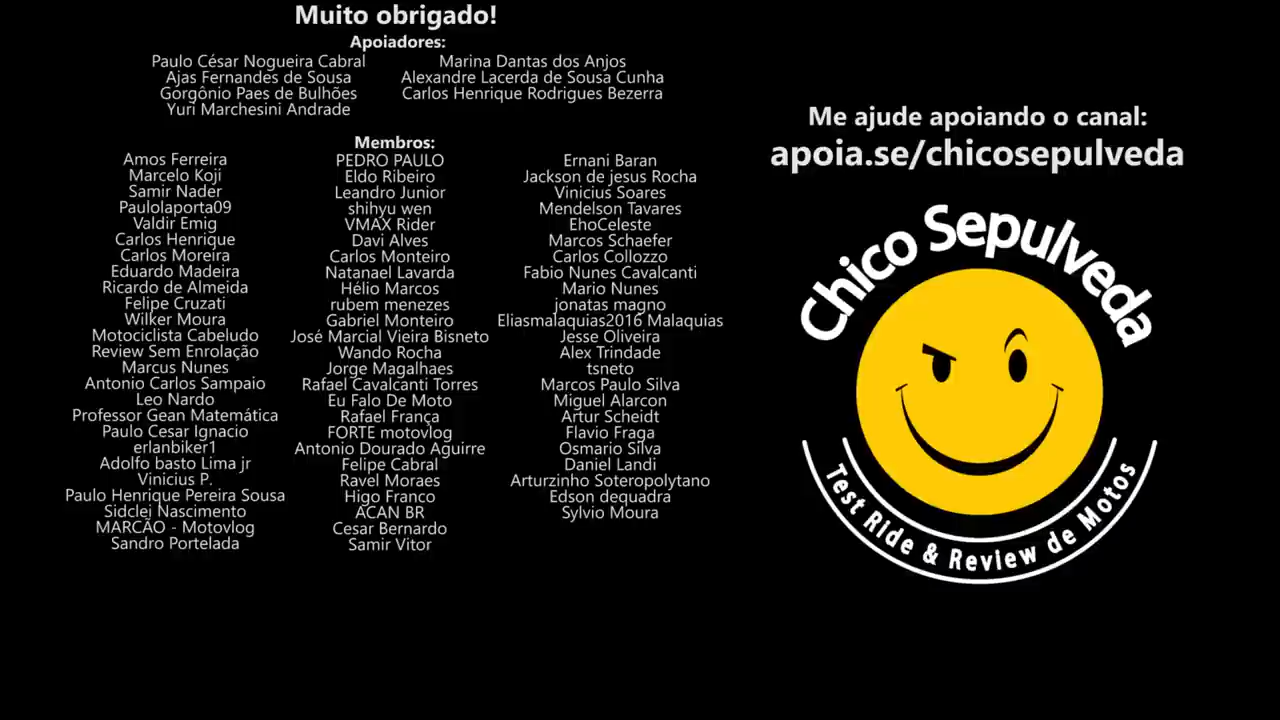 Muito obrigado!
Apoiadores:
Paulo César Nogueira Cabral
Ajas Fernandes de Sousa
Gorgônio Paes de Bulhões
Yuri Marchesini Andrade
Marina Dantas dos Anjos
Alexandre Lacerda de Sousa Cunha
Carlos Henrique Rodrigues Bezerra
Membros:
Amos Ferreira
Marcelo Koji
Samir Nader
Paulolaporta09
Valdir Emig
Carlos Henrique
Carlos Moreira
Eduardo Madeira
Ricardo de Almeida
Felipe Cruzati
Wilker Moura
Motociclista Cabeludo
Review Sem Enrolação
Marcus Nunes
Antonio Carlos Sampaio
Leo Nardo
Professor Gean Matemática
Paulo Cesar Ignacio
erlanbiker1
Adolfo basto Lima jr
Vinicius P.
Paulo Henrique Pereira Sousa
Sidclei Nascimento
MARCÃO - Motovlog
Sandro Portelada
PEDRO PAULO
Eldo Ribeiro
Leandro Junior
shihyu wen
VMAX Rider
Davi Alves
Carlos Monteiro
Natanael Lavarda
Hélio Marcos
rubem menezes
Gabriel Monteiro
José Marcial Vieira Bisneto
Wando Rocha
Jorge Magalhaes
Rafael Cavalcanti Torres
Eu Falo De Moto
Rafael França
FORTE motovlog
Antonio Dourado Aguirre
Felipe Cabral
Ravel Moraes
Higo Franco
ACAN BR
Cesar Bernardo
Samir Vitor
Ernani Baran
Jackson de jesus Rocha
Vinicius Soares
Mendelson Tavares
EhoCeleste
Marcos Schaefer
Carlos Collozzo
Fabio Nunes Cavalcanti
Mario Nunes
jonatas magno
Eliasmalaquias2016 Malaquias
Jesse Oliveira
Alex Trindade
tsneto
Marcos Paulo Silva
Miguel Alarcon
Artur Scheidt
Flavio Fraga
Osmario Silva
Daniel Landi
Arturzinho Soteropolytano
Edson dequadra
Sylvio Moura
Me ajude apoiando o canal:
apoia.se/chicosepulveda
Chico Sepulveda
Test Ride & Review de Motos